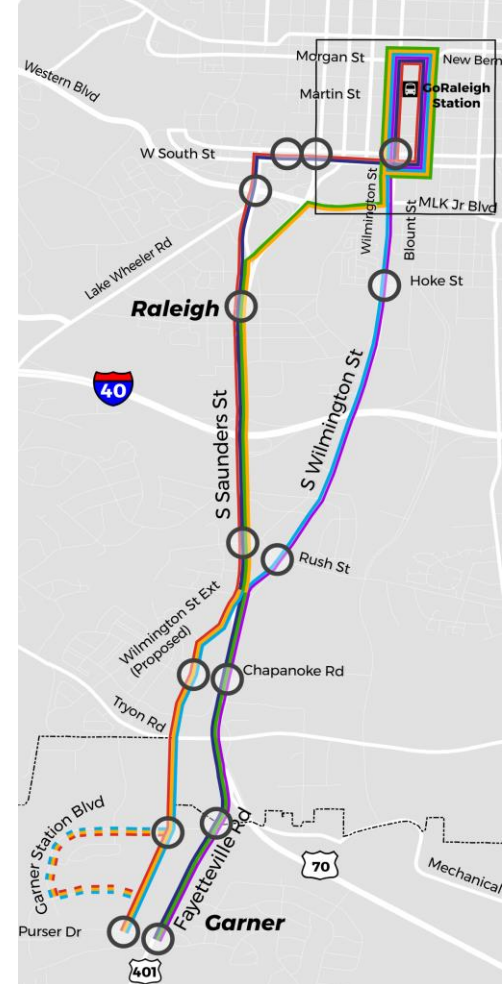 Morgan St
New Bern
Western Blvd
Martin St
GoRaleigh
Station
W South St
Wilmington St
Blount St
MLK Jr Blvd
Lake Wheeler Rd
Hoke St
Raleigh
40
S Saunders St
S Wilmington St
Rush St
Wilmington St Ext
(Proposed)
Chapanoke Rd
Tryon Rd
Garner Station Blvd
Fayetteville Rd
70
Mechanical
Garner
Purser Dr
401